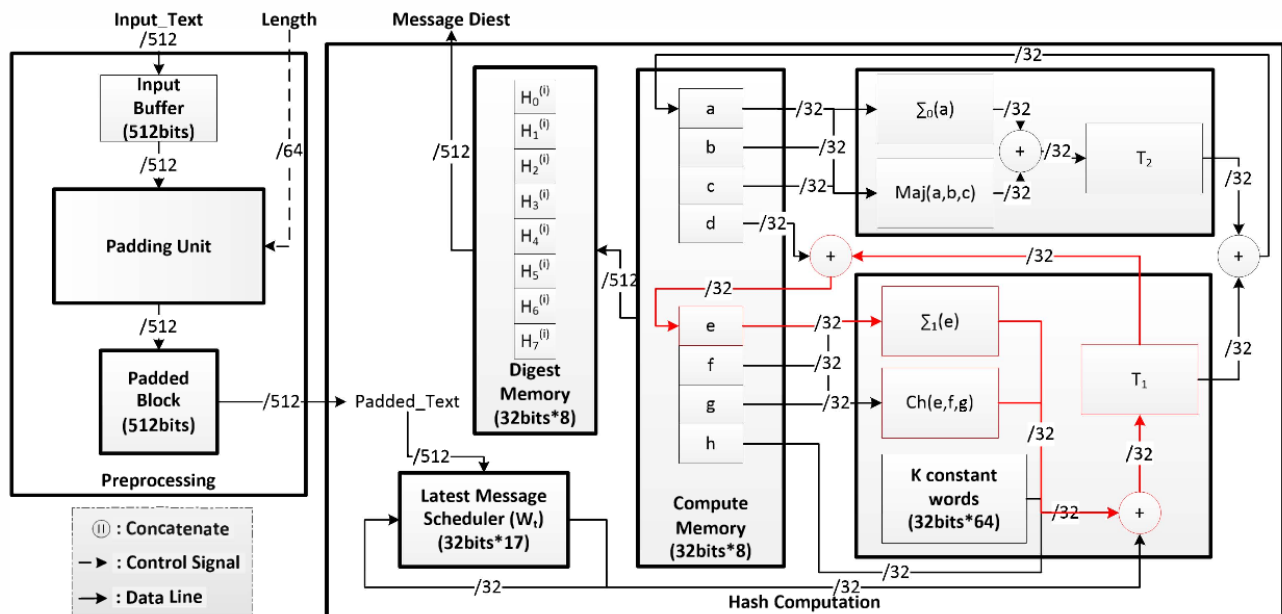 Input_Text
Length
Message Diest
/512
Input
Buffer
(512bits)
/512
/64
Padding Unit
/512
Padded
Block
(512bits)
Preprocessing
/512
Padded_Text
/512
Latest Message
Scheduler (Wₜ)
(32bits*17)
/32
/512
H₀⁽ⁱ⁾
H₁⁽ⁱ⁾
H₂⁽ⁱ⁾
H₃⁽ⁱ⁾
H₄⁽ⁱ⁾
H₅⁽ⁱ⁾
H₆⁽ⁱ⁾
H₇⁽ⁱ⁾
Digest
Memory
(32bits*8)
/512
a
b
c
d
e
f
g
h
Compute
Memory
(32bits*8)
/32
/32
/32
/32
/32
/32
/32
/32
/32
∑₀(a)
Maj(a,b,c)
/32
/32
+
/32
T₂
/32
+
/32
+
/32
∑₁(e)
Ch(e,f,g)
/32
K constant
words
(32bits*64)
/32
/32
T₁
/32
+
/32
Hash Computation
(II) : Concatenate
: Control Signal
: Data Line